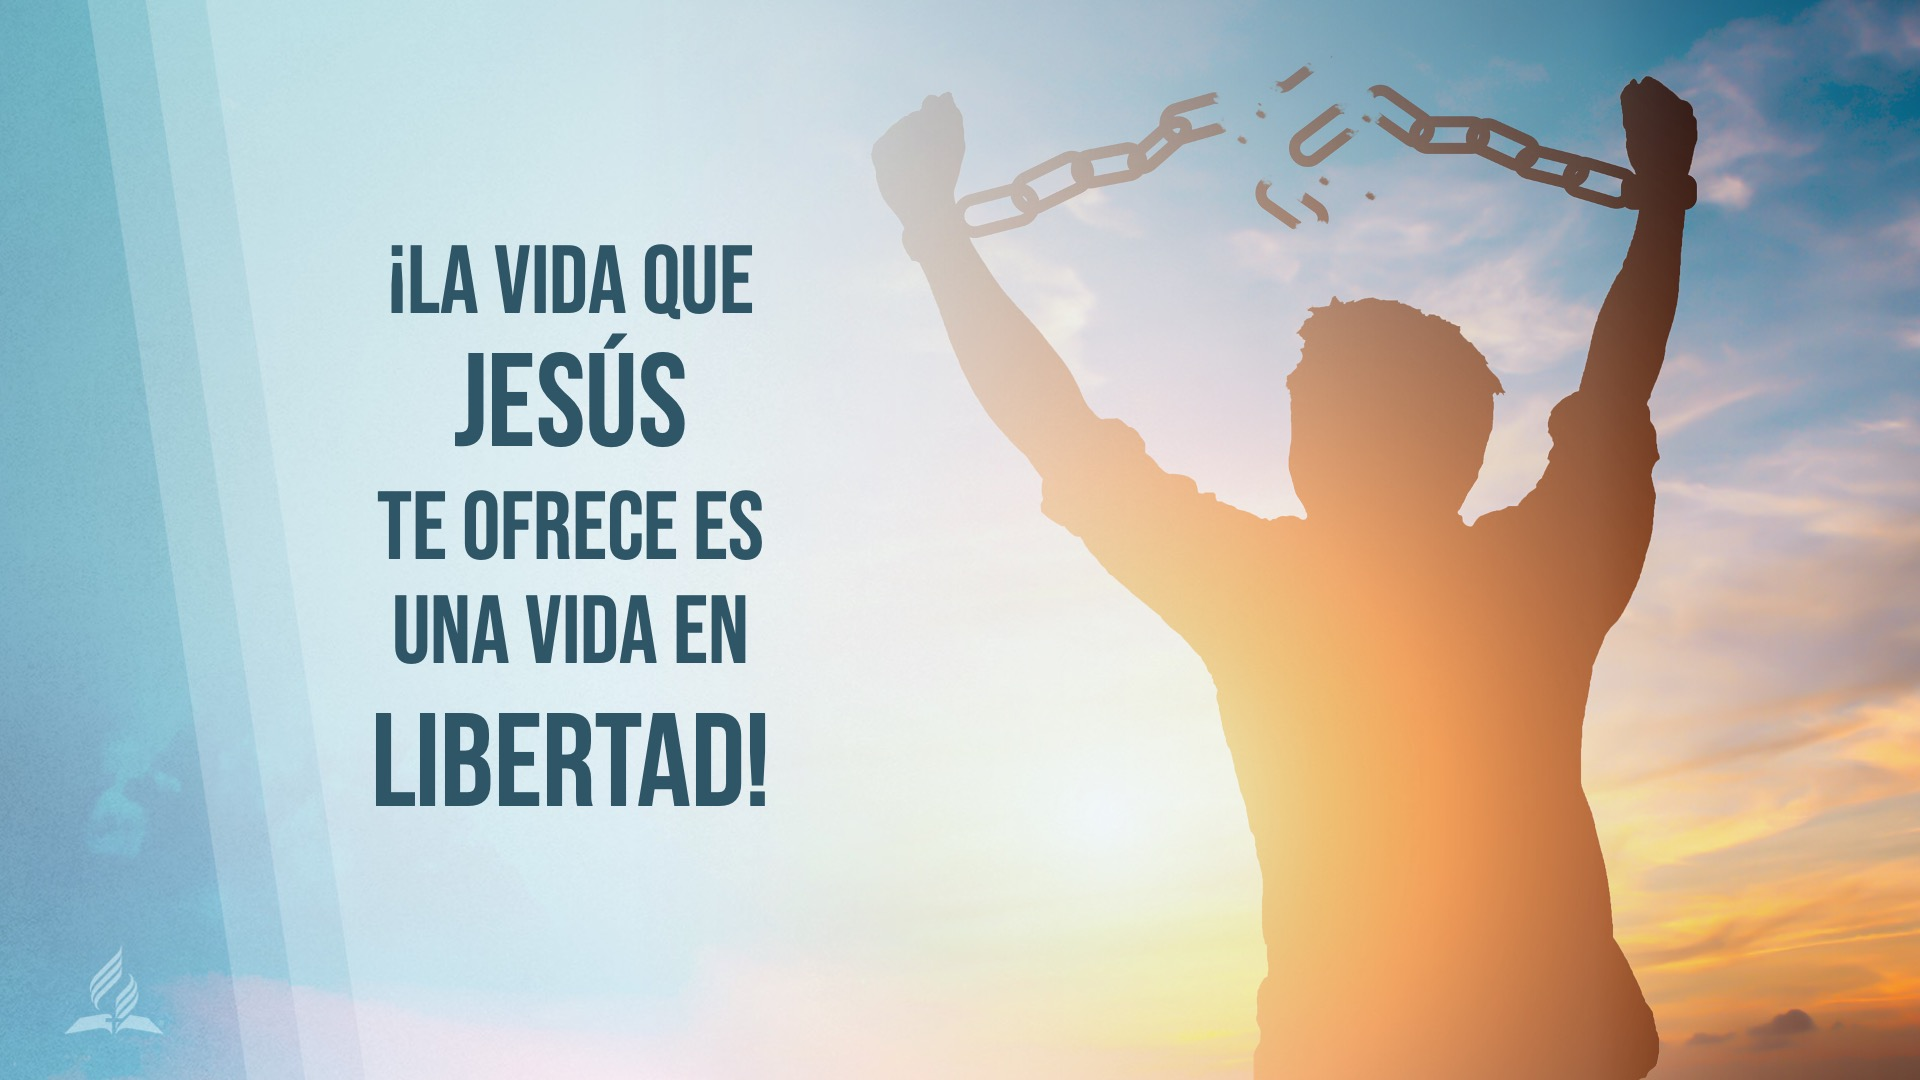 ¡LA VIDA QUE
JESÚS
TE OFRECE ES
UNA VIDA EN
LIBERTAD!